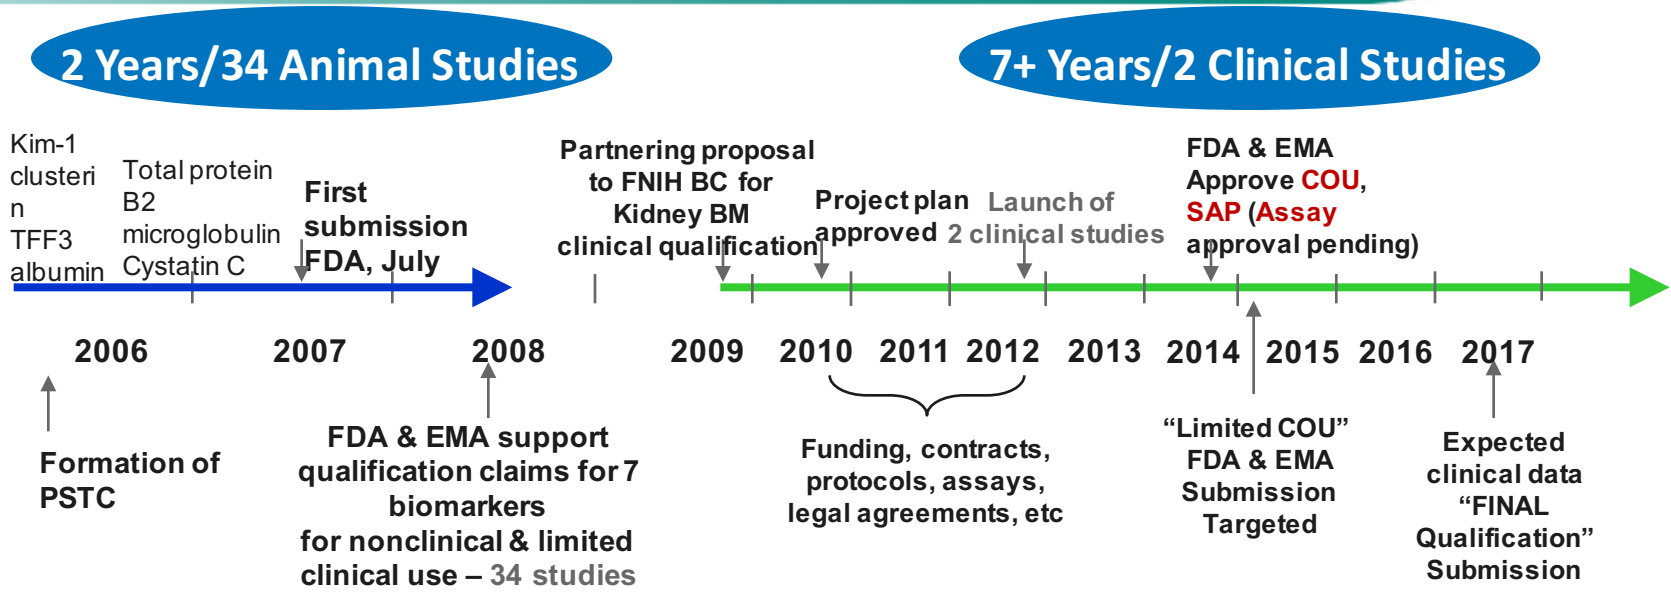 2 Years/34 Animal Studies
7+ Years/2 Clinical Studies
Kim-1
clusteri
n
TFF3
albumin
Total protein
B2
microglobulin
Cystatin C
First
submission
FDA, July
Partnering proposal
to FNIH BC for
Kidney BM
clinical qualification
Project plan
approved
Launch of
2 clinical studies
FDA & EMA
Approve COU,
SAP (Assay
approval pending)
2006 2007 2008 2009 2010 2011 2012 2013 2014 2015 2016 2017
Formation of
PSTC
FDA & EMA support
qualification claims for 7
biomarkers
for nonclinical & limited
clinical use – 34 studies
Funding, contracts,
protocols, assays,
legal agreements, etc
“Limited COU”
FDA & EMA
Submission
Targeted
Expected
clinical data
“FINAL
Qualification”
Submission